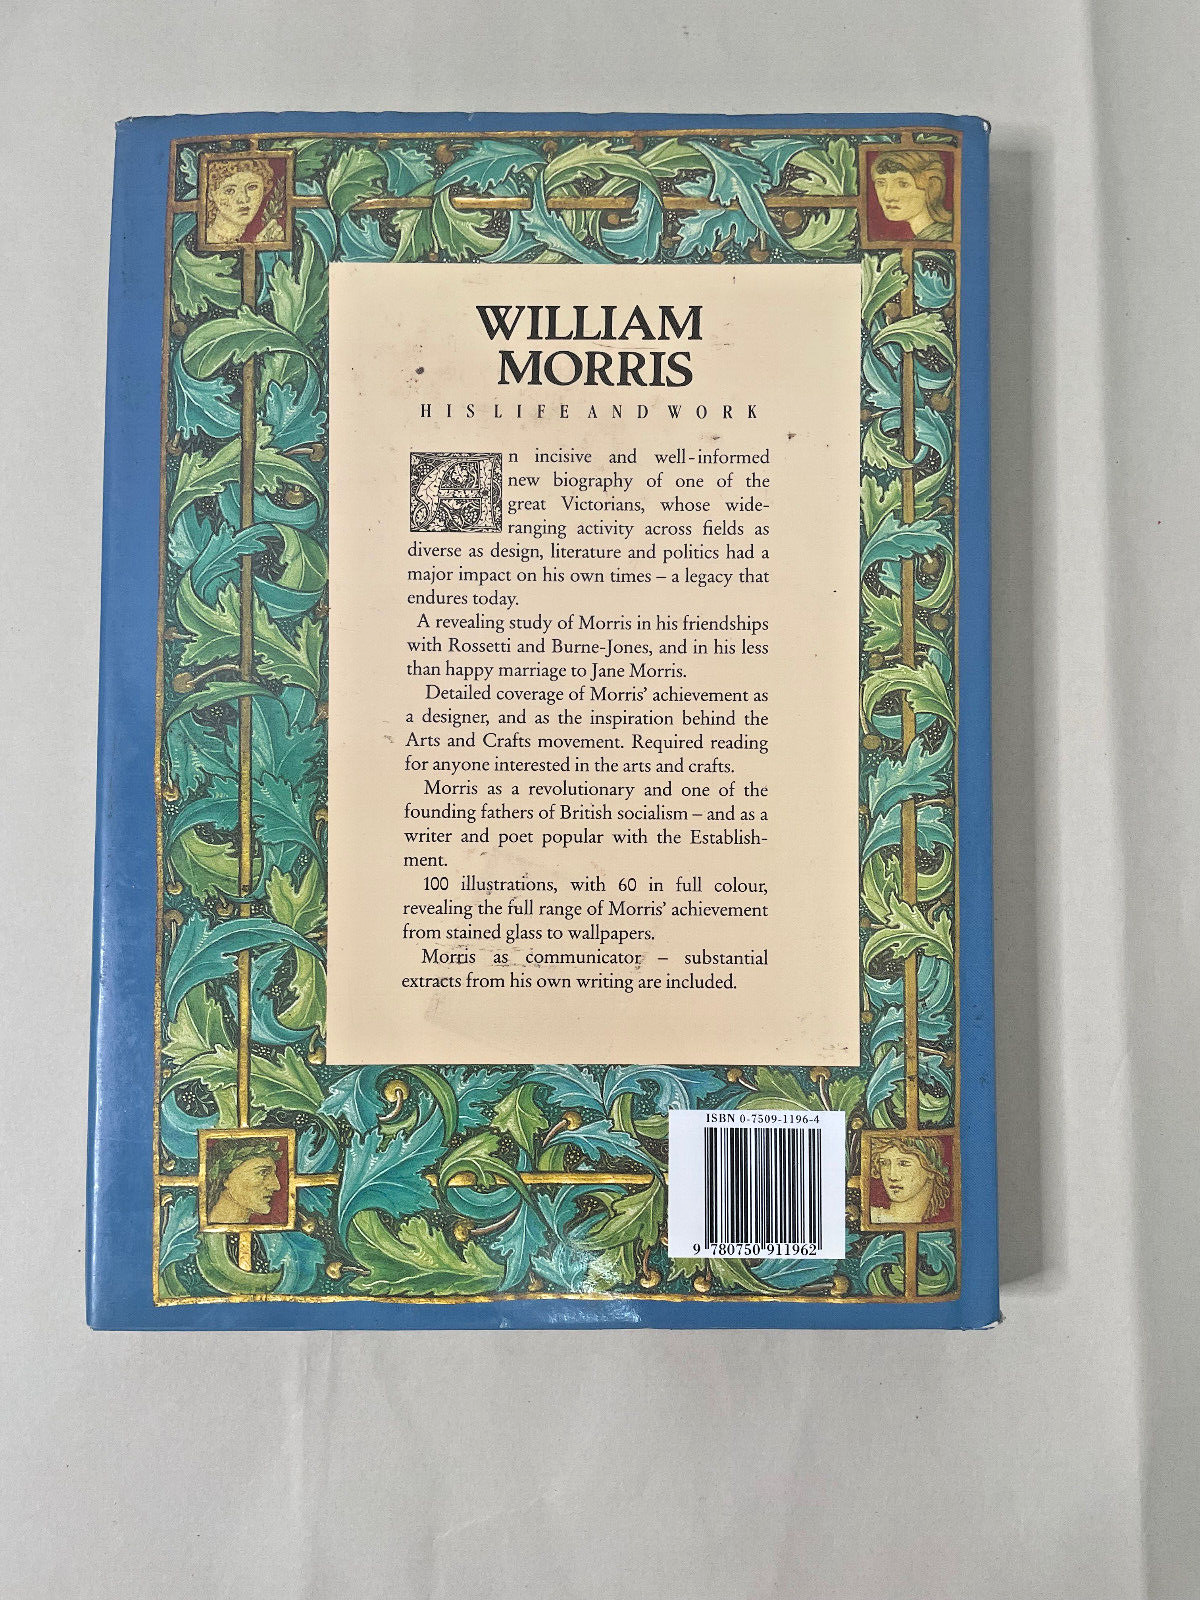 WILLIAM
MORRIS
HIS LIFE AND WORK
An incisive and well-informed
new biography of one of the
great Victorians, whose wide-
ranging activity across fields as
diverse as design, literature and politics had a
major impact on his own times – a legacy that
endures today.
A revealing study of Morris in his friendships
with Rossetti and Burne-Jones, and in his less
than happy marriage to Jane Morris.
Detailed coverage of Morris' achievement as
a designer, and as the inspiration behind the
Arts and Crafts movement. Required reading
for anyone interested in the arts and crafts.
Morris as a revolutionary and one of the
founding fathers of British socialism – and as a
writer and poet popular with the Establish-
ment.
100 illustrations, with 60 in full colour,
revealing the full range of Morris' achievement
from stained glass to wallpapers.
Morris as communicator – substantial
extracts from his own writing are included.
ISBN 0-7509-1196-4
9 780750 911962